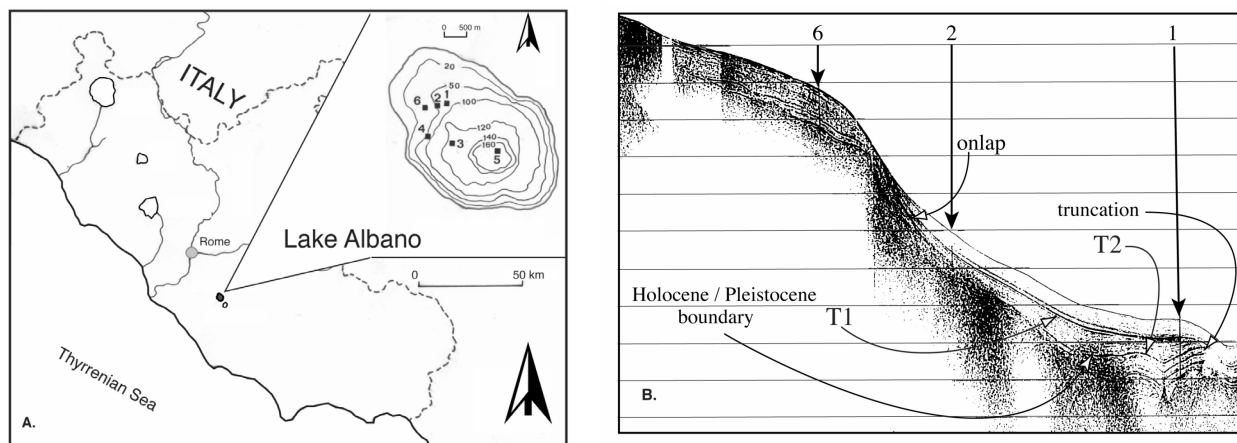 ITALY
0 500 m
20
50
6
2
1
100
4
3
120
140
160
5
Rome
Lake Albano
0 50 km
Thyrrenian Sea
A.
6
2
1
onlap
truncation
T2
Holocene / Pleistocene
boundary
T1
B.